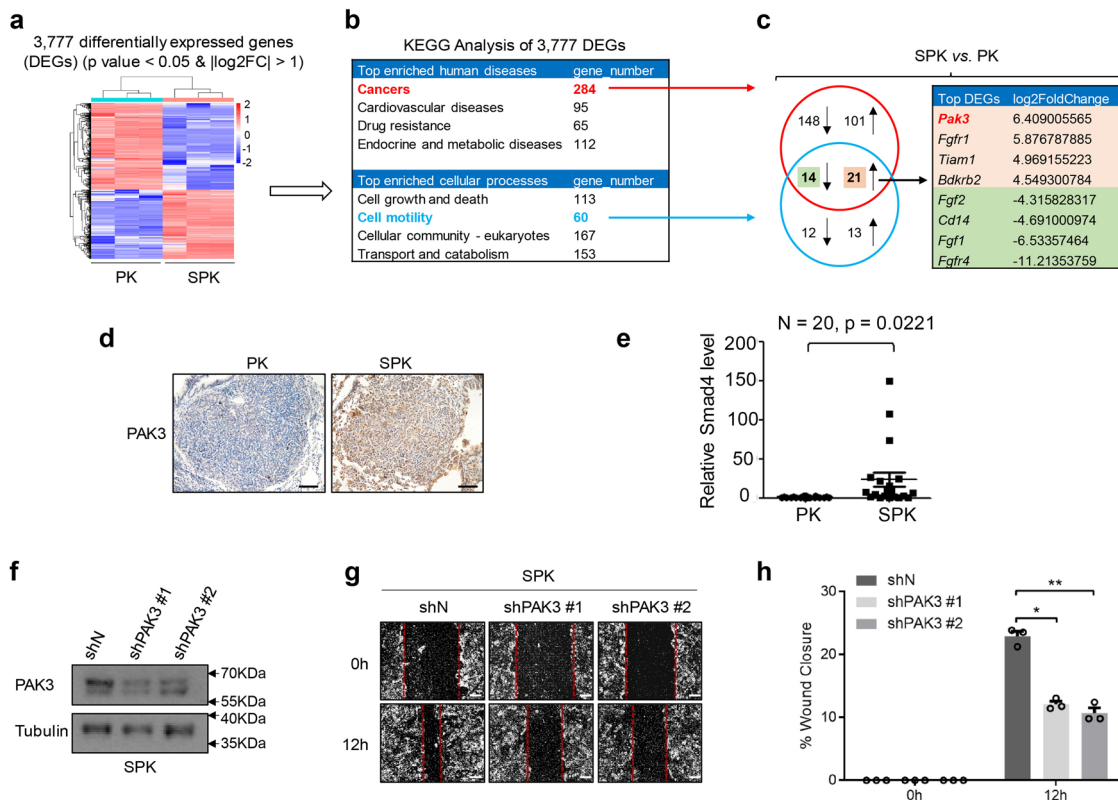 a
3,777 differentially expressed genes
(DEGs) (p value < 0.05 & |log2FC| > 1)
2
1
0
-1
-2
PK SPK
b
KEGG Analysis of 3,777 DEGs
Top enriched human diseases gene_number
Cancers 284
Cardiovascular diseases 95
Drug resistance 65
Endocrine and metabolic diseases 112
Top enriched cellular processes gene_number
Cell growth and death 113
Cell motility 60
Cellular community - eukaryotes 167
Transport and catabolism 153
c
SPK vs. PK
148 101
14 21
12 13
Top DEGs log2FoldChange
Pak3 6.409005565
Fgfr1 5.876787885
Tiam1 4.969155223
Bdkrb2 4.549300784
Fgf2 -4.315828317
Cd14 -4.691000974
Fgf1 -6.53357464
Fgfr4 -11.21353759
d
PK SPK
PAK3
e
N = 20, p = 0.0221
Relative Smad4 level
200
150
100
50
0
PK SPK
f
shN shPAK3 #1 shPAK3 #2
PAK3
70KDa
55KDa
Tubulin
40KDa
35KDa
SPK
g
SPK
shN shPAK3 #1 shPAK3 #2
0h
12h
h
shN
shPAK3 #1
shPAK3 #2
% Wound Closure
30
20
10
0
**
*
0h 12h